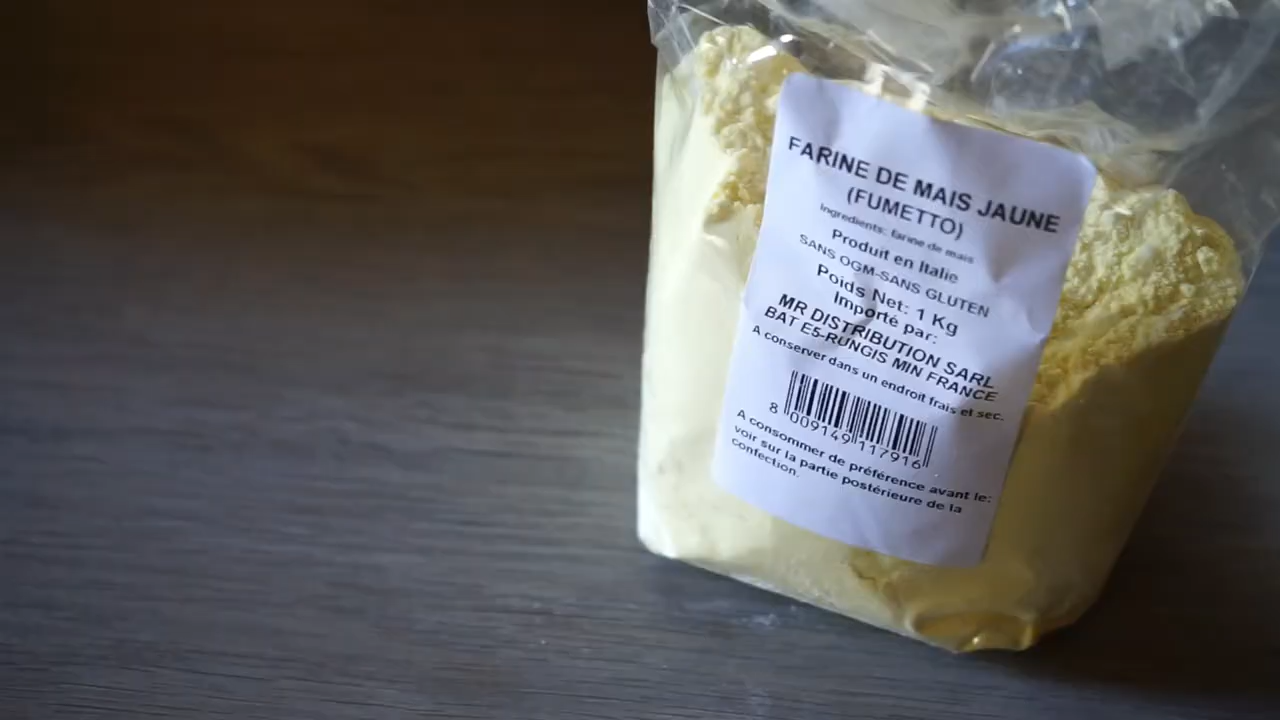 FARINE DE MAIS JAUNE
(FUMETTO)
Ingredients: farine de mais
Produit en Italie
SANS OGM-SANS GLUTEN
Poids Net: 1 Kg
Importé par:
MR DISTRIBUTION SARL
BAT E5-RUNGIS MIN FRANCE
A conserver dans un endroit frais et sec.
8 009149 117916
A consommer de préférence avant le:
voir sur la partie postérieure de la
confection.